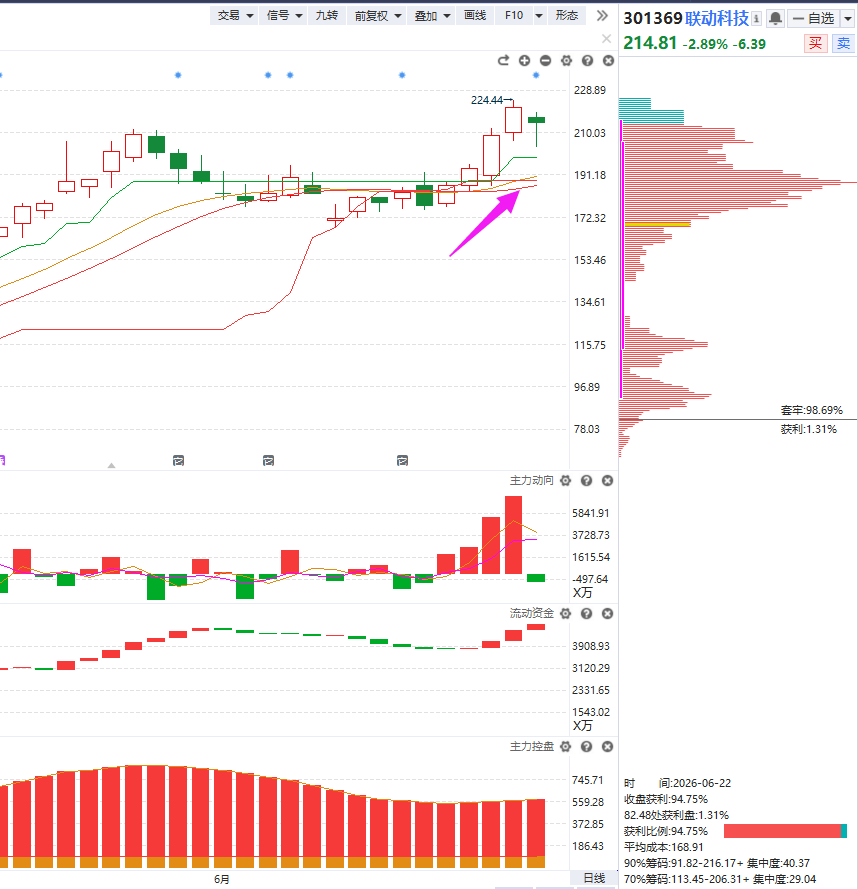 交易 信号 九转 前复权 叠加 画线 F10 形态
301369 联动科技 自选
214.81 -2.89% -6.39 买 卖
224.44
228.89
210.03
191.18
172.32
153.46
134.61
115.75
96.89
78.03
套牢:98.69%
获利:1.31%
主力动向
5841.91
3728.73
1615.54
-497.64
X万
流动资金
3908.93
3120.29
2331.65
1543.02
X万
主力控盘
745.71
559.28
372.85
186.43
6月 日线
时 间:2026-06-22
收盘获利:94.75%
82.48处获利盘:1.31%
获利比例:94.75%
平均成本:168.91
90%筹码:91.82-216.17+ 集中度:40.37
70%筹码:113.45-206.31+ 集中度:29.04